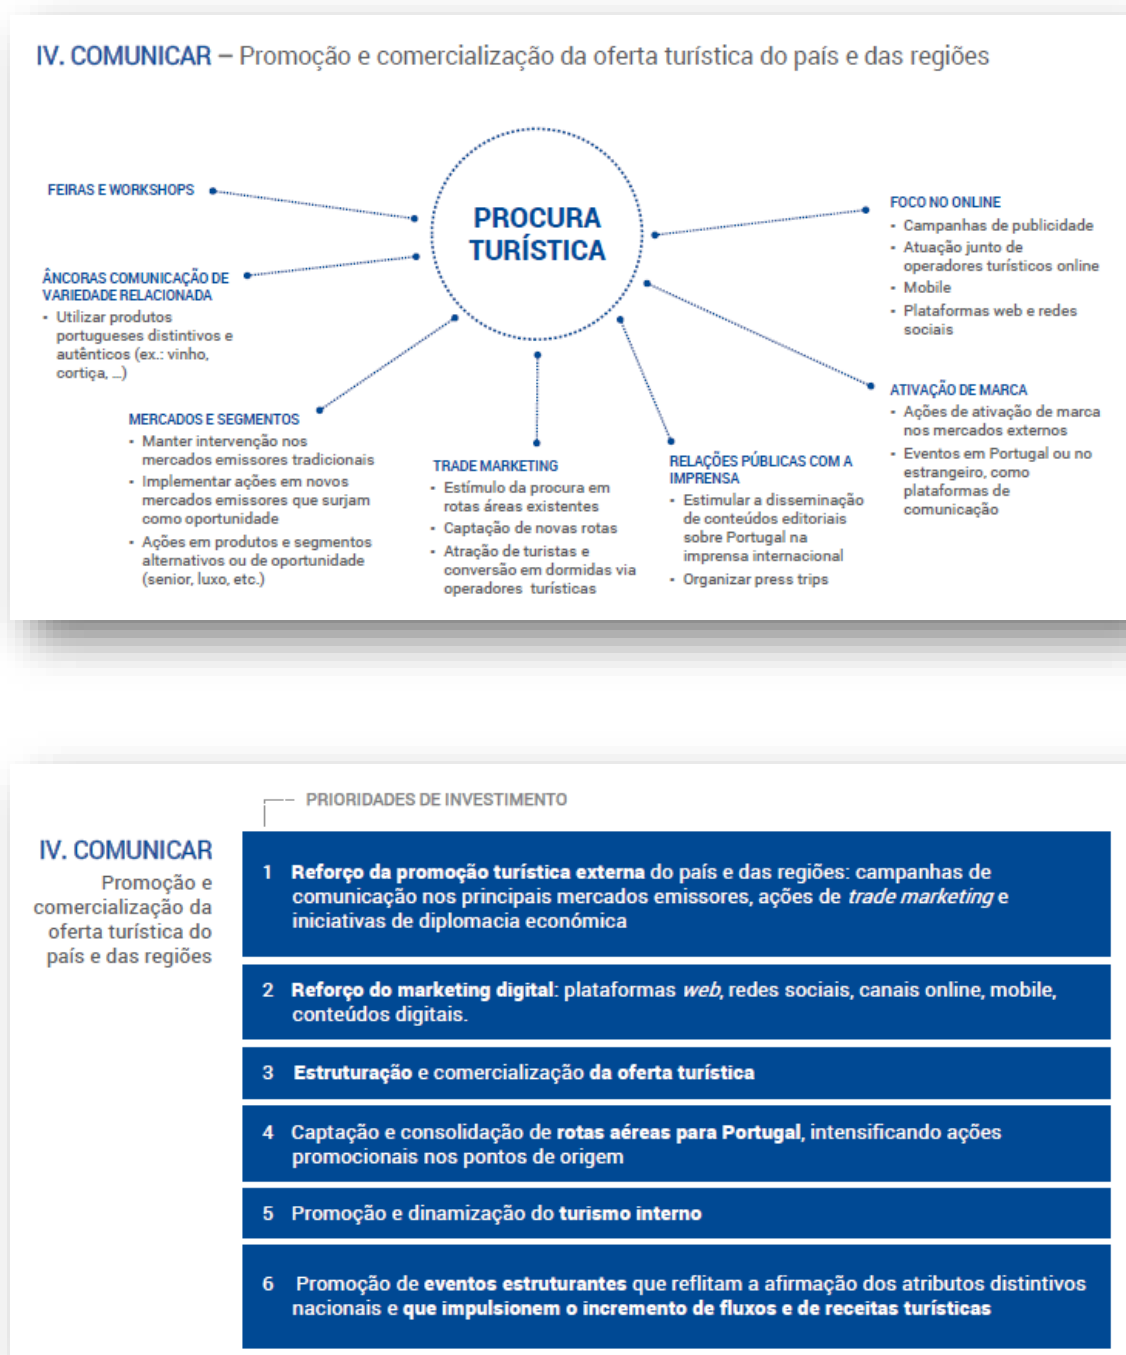 IV. COMUNICAR – Promoção e comercialização da oferta turística do país e das regiões
PROCURA
TURÍSTICA
FEIRAS E WORKSHOPS
ÂNCORAS COMUNICAÇÃO DE
VARIEDADE RELACIONADA
- Utilizar produtos
portugueses distintivos e
autênticos (ex.: vinho,
cortiça, ...)
MERCADOS E SEGMENTOS
- Manter intervenção nos
mercados emissores tradicionais
- Implementar ações em novos
mercados emissores que surjam
como oportunidade
- Ações em produtos e segmentos
alternativos ou de oportunidade
(senior, luxo, etc.)
TRADE MARKETING
- Estímulo da procura em
rotas áreas existentes
- Captação de novas rotas
- Atração de turistas e
conversão em dormidas via
operadores turísticas
RELAÇÕES PÚBLICAS COM A
IMPRENSA
- Estimular a disseminação
de conteúdos editoriais
sobre Portugal na
imprensa internacional
- Organizar press trips
FOCO NO ONLINE
- Campanhas de publicidade
- Atuação junto de
operadores turísticos online
- Mobile
- Plataformas web e redes
sociais
ATIVAÇÃO DE MARCA
- Ações de ativação de marca
nos mercados externos
- Eventos em Portugal ou no
estrangeiro, como
plataformas de
comunicação
PRIORIDADES DE INVESTIMENTO
IV. COMUNICAR
Promoção e
comercialização da
oferta turística do
país e das regiões
1 Reforço da promoção turística externa do país e das regiões: campanhas de
comunicação nos principais mercados emissores, ações de trade marketing e
iniciativas de diplomacia económica
2 Reforço do marketing digital: plataformas web, redes sociais, canais online, mobile,
conteúdos digitais.
3 Estruturação e comercialização da oferta turística
4 Captação e consolidação de rotas aéreas para Portugal, intensificando ações
promocionais nos pontos de origem
5 Promoção e dinamização do turismo interno
6 Promoção de eventos estruturantes que reflitam a afirmação dos atributos distintivos
nacionais e que impulsionem o incremento de fluxos e de receitas turísticas